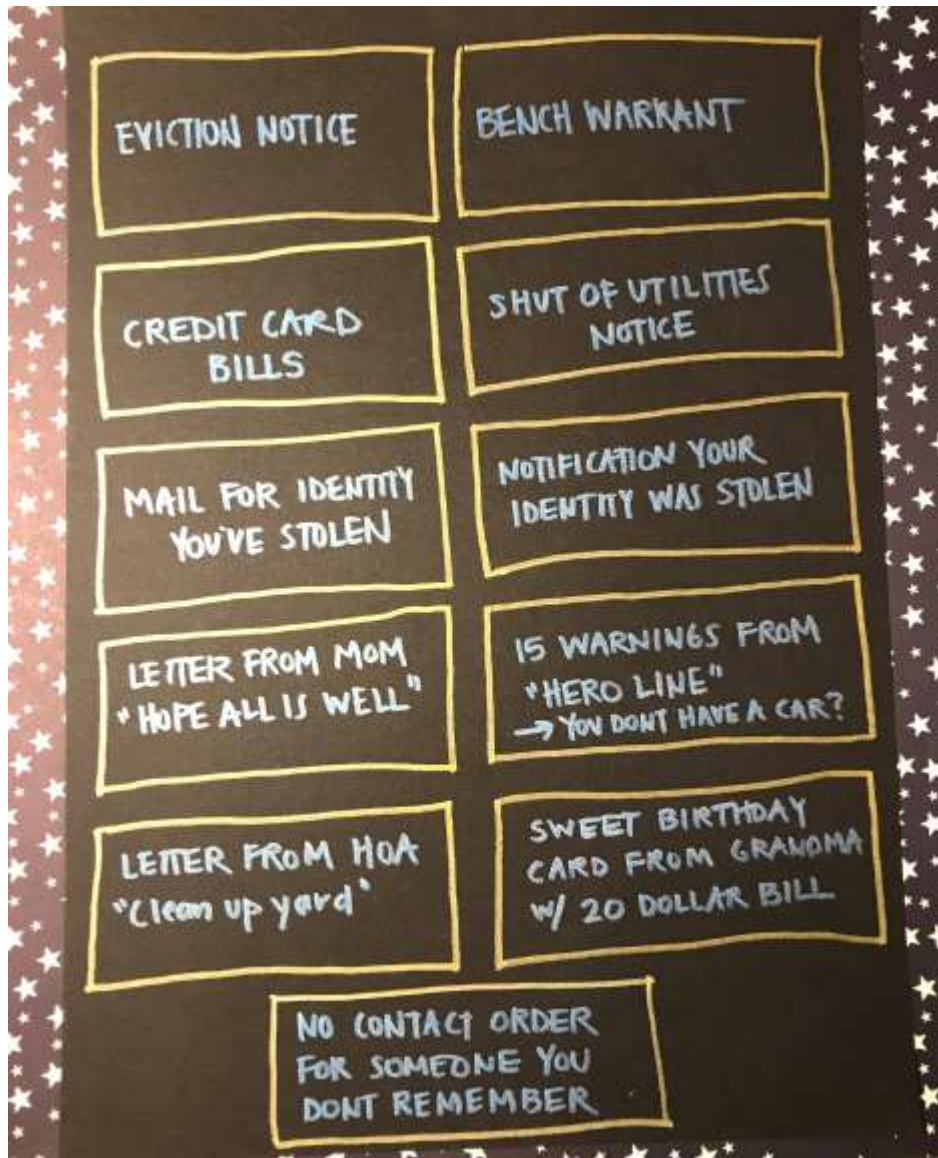 EVICTION NOTICE
BENCH WARRANT
CREDIT CARD
BILLS
SHUT OF UTILITIES
NOTICE
MAIL FOR IDENTITY
YOU'VE STOLEN
NOTIFICATION YOUR
IDENTITY WAS STOLEN
LETTER FROM MOM
"HOPE ALL IS WELL"
15 WARNINGS FROM
"HERO LINE"
→ YOU DONT HAVE A CAR?
LETTER FROM HOA
"Clean up yard"
SWEET BIRTHDAY
CARD FROM GRANDMA
W/ 20 DOLLAR BILL
NO CONTACT ORDER
FOR SOMEONE YOU
DONT REMEMBER